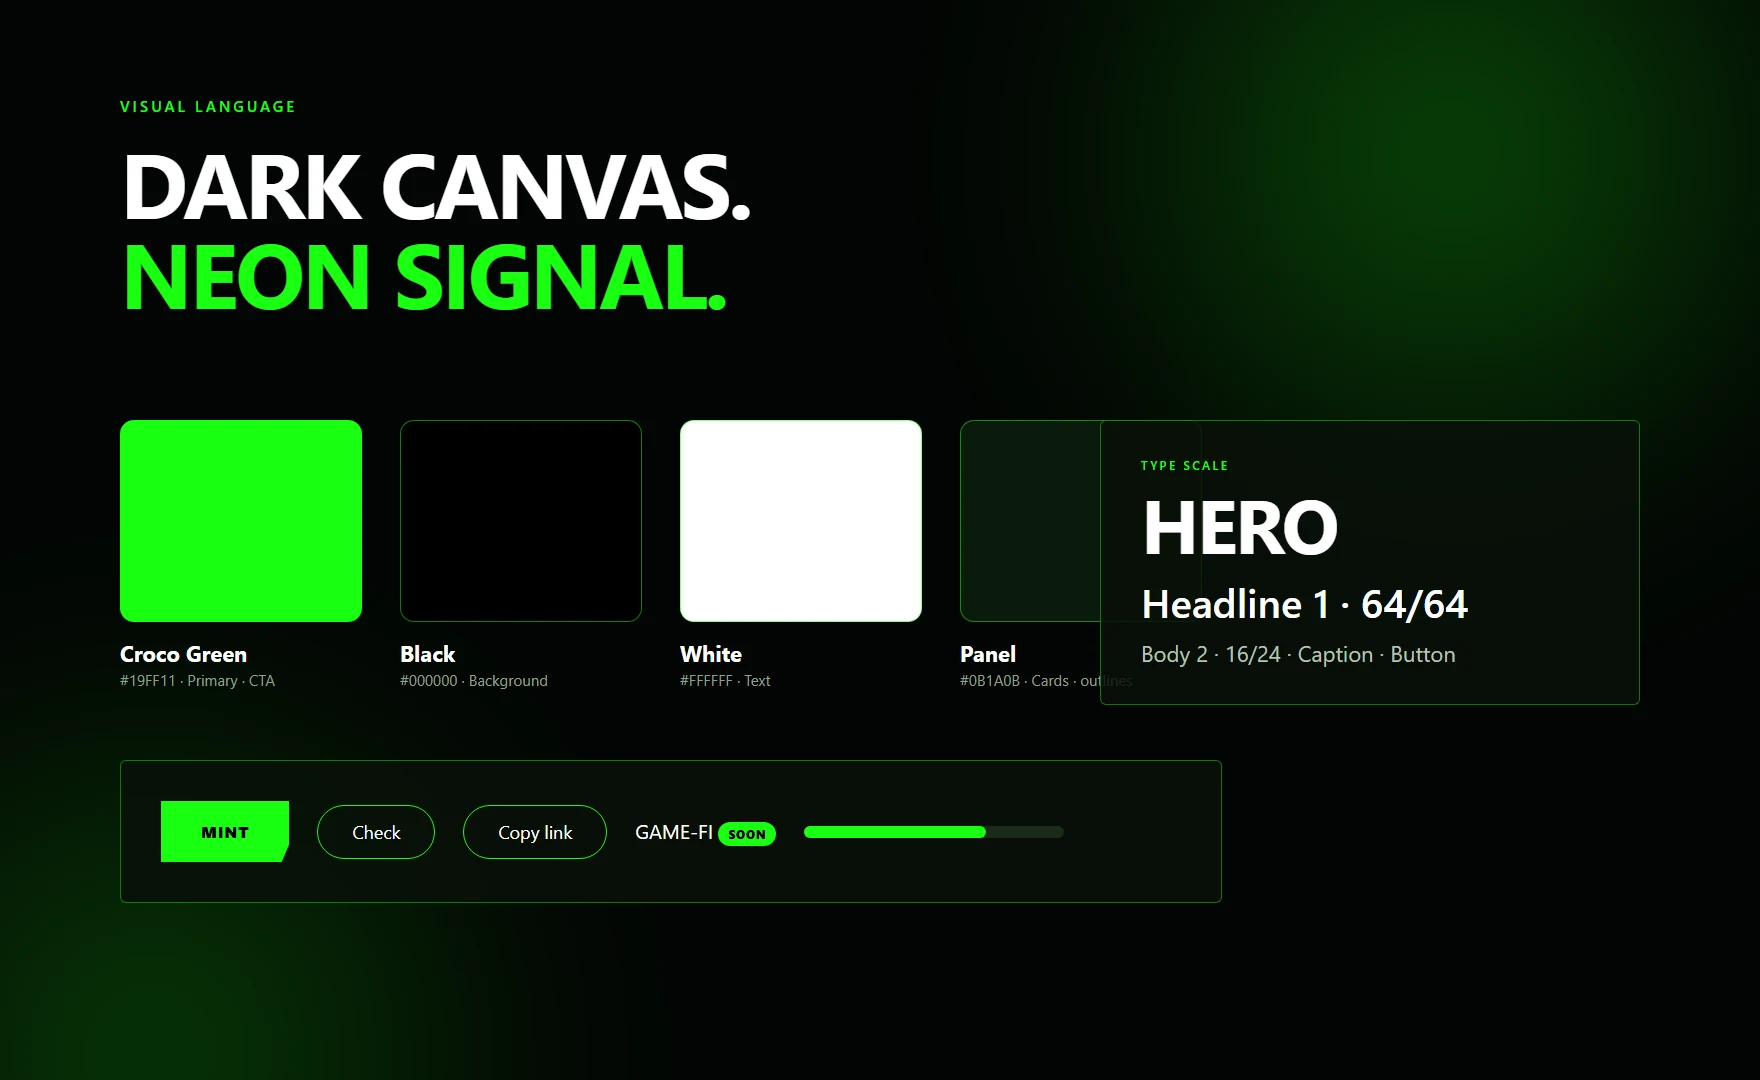 VISUAL LANGUAGE
DARK CANVAS.
NEON SIGNAL.
Croco Green
#19FF11 · Primary · CTA
Black
#000000 · Background
White
#FFFFFF · Text
Panel
#0B1A0B · Cards · outlines
TYPE SCALE
HERO
Headline 1 · 64/64
Body 2 · 16/24 · Caption · Button
MINT
Check
Copy link
GAME-FI SOON